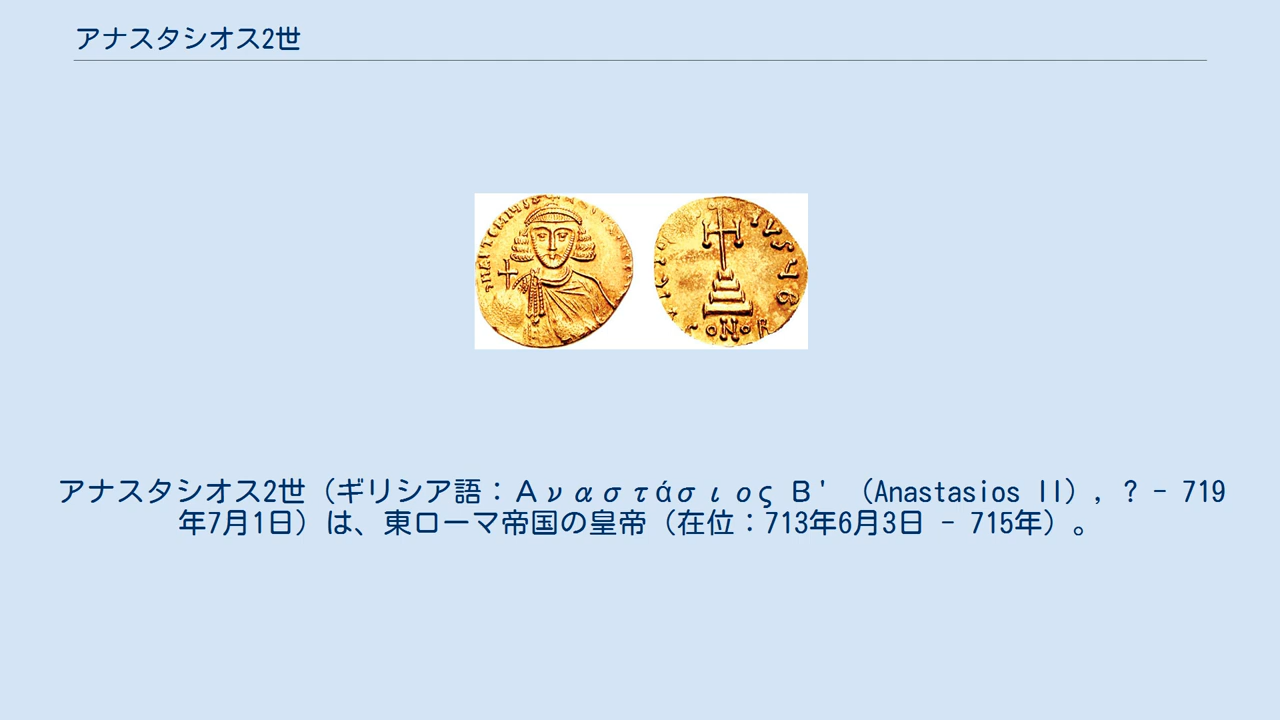 アナスタシオス2世
アナスタシオス2世（ギリシア語：Αναστάσιος Β' （Anastasios II）, ? - 719
年7月1日）は、東ローマ帝国の皇帝（在位：713年6月3日 - 715年）。